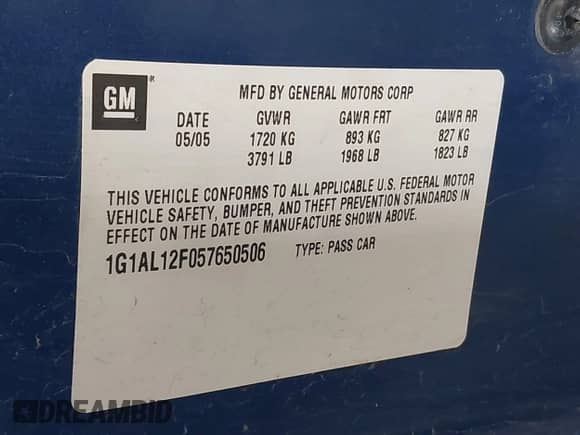 GM®
MFD BY GENERAL MOTORS CORP
DATE GVWR GAWR FRT GAWR RR
05/05 1720 KG 893 KG 827 KG
3791 LB 1968 LB 1823 LB
THIS VEHICLE CONFORMS TO ALL APPLICABLE U.S. FEDERAL MOTOR
VEHICLE SAFETY, BUMPER, AND THEFT PREVENTION STANDARDS IN
EFFECT ON THE DATE OF MANUFACTURE SHOWN ABOVE.
1G1AL12F057650506 TYPE: PASS CAR
DREAMBID